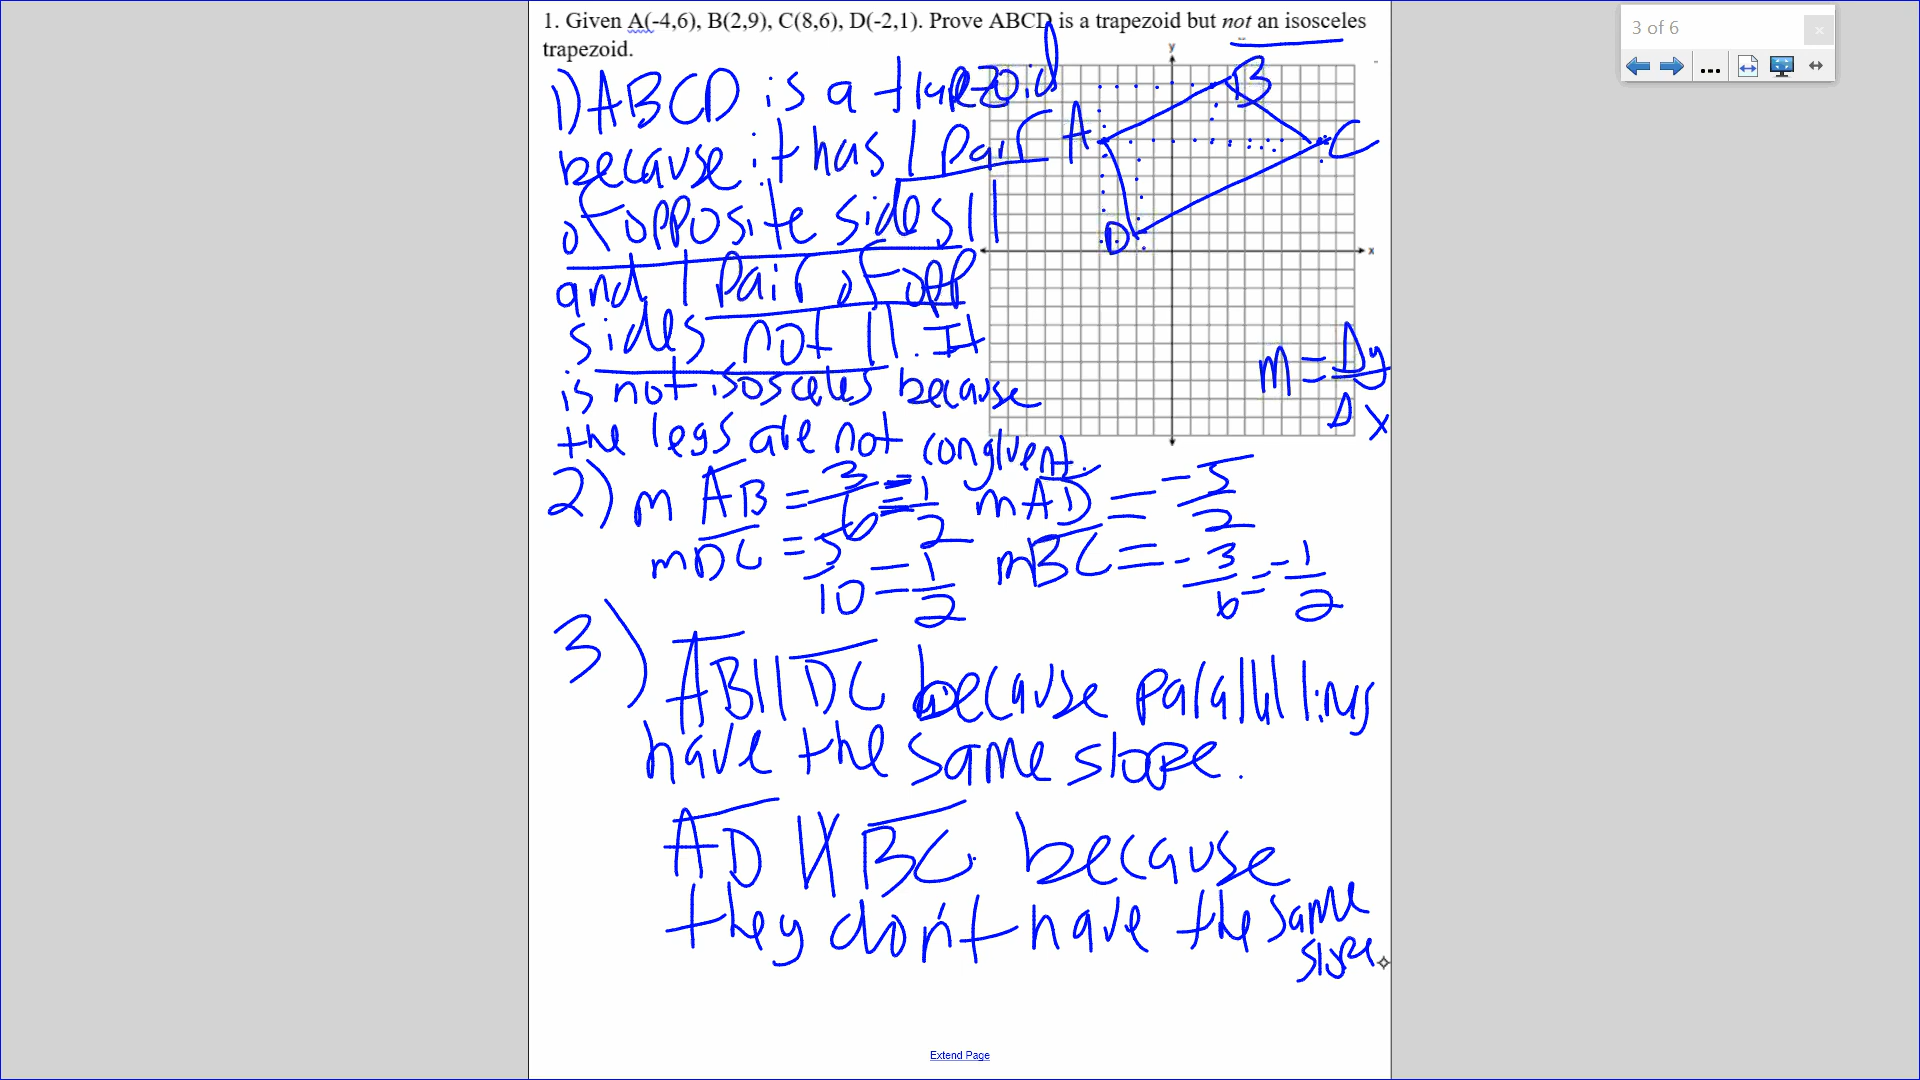 1. Given A(-4,6), B(2,9), C(8,6), D(-2,1). Prove ABCD is a trapezoid but not an isosceles
trapezoid.
3 of 6
1) ABCD is a trapezoid
because it has 1 pair
of opposite sides ||
and 1 pair of opp
sides not ||. It
is not isosceles because
the legs are not congruent.
y
B
A
C
D
x
m = Δy/Δx
2) m AB = 3/6 = 1/2 mAD = -5/2
mDC = 5/10 = 1/2 mBC = -3/6 = -1/2
3) AB || DC because parallel lines
have the same slope.
AD ∦ BC because
they don't have the same
slope.
Extend Page